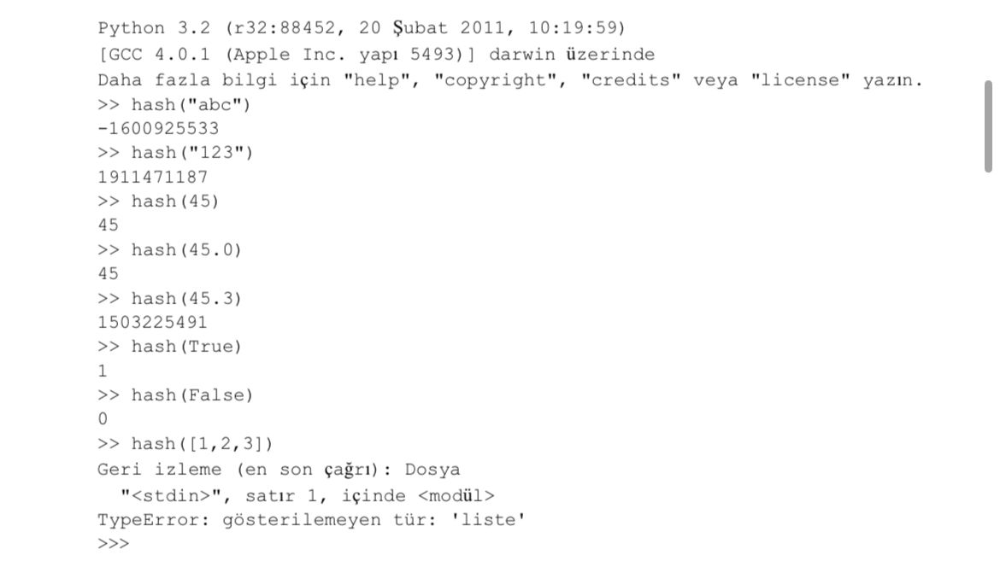 Python 3.2 (r32:88452, 20 Şubat 2011, 10:19:59)
[GCC 4.0.1 (Apple Inc. yapı 5493)] darwin üzerinde
Daha fazla bilgi için "help", "copyright", "credits" veya "license" yazın.
>> hash("abc")
-1600925533
>> hash("123")
1911471187
>> hash(45)
45
>> hash(45.0)
45
>> hash(45.3)
1503225491
>> hash(True)
1
>> hash(False)
0
>> hash([1,2,3])
Geri izleme (en son çağrı): Dosya
"<stdin>", satır 1, içinde <modül>
TypeError: gösterilemeyen tür: 'liste'
>>>